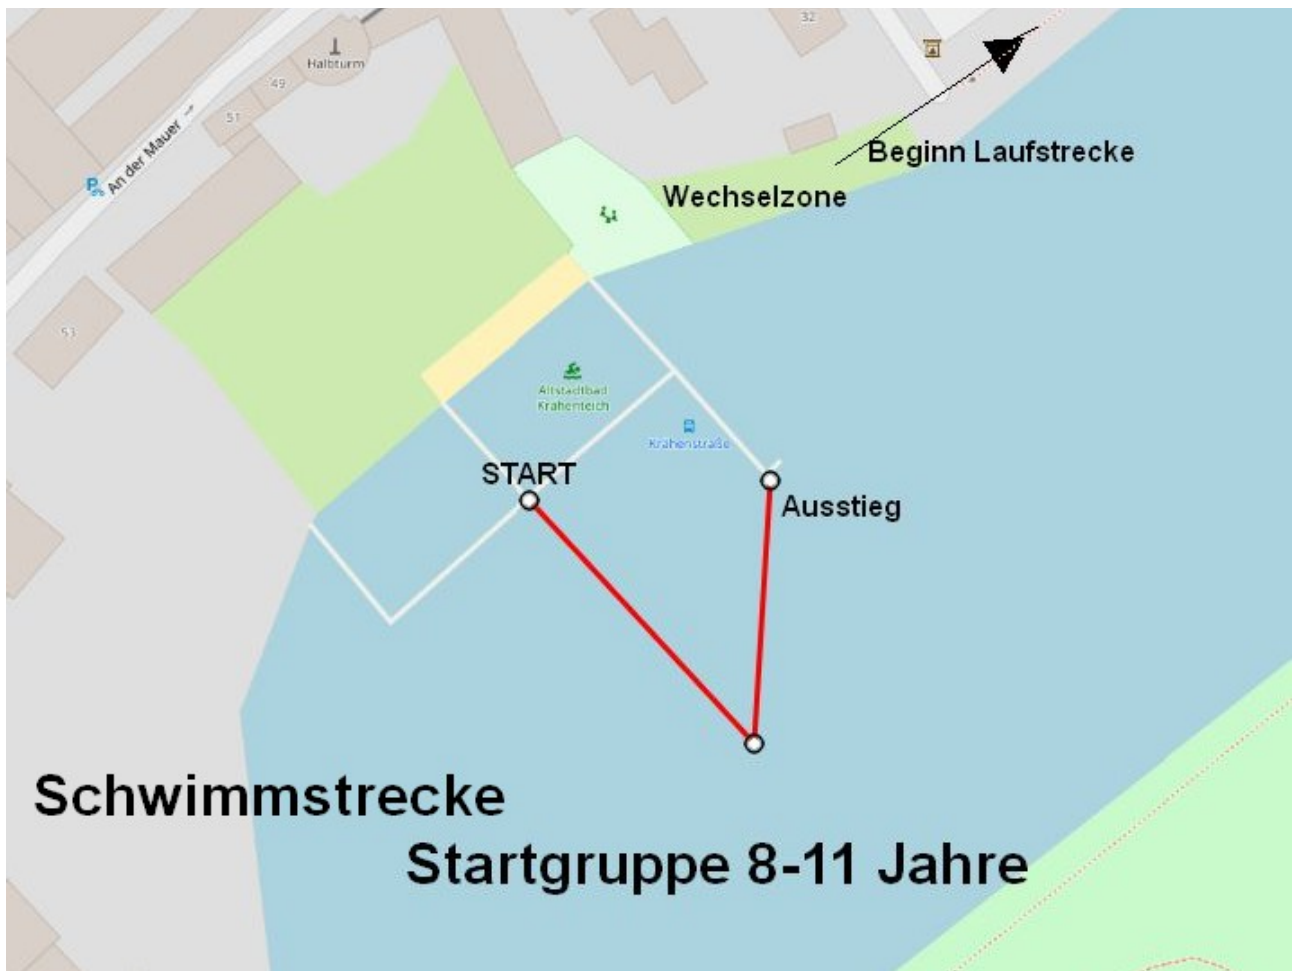 32
Halbturm
49
51
An der Mauer →
P
Beginn Laufstrecke
Wechselzone
53
Altstadtbad
Krähenteich
Krähenstraße
START
Ausstieg
Schwimmstrecke
Startgruppe 8-11 Jahre